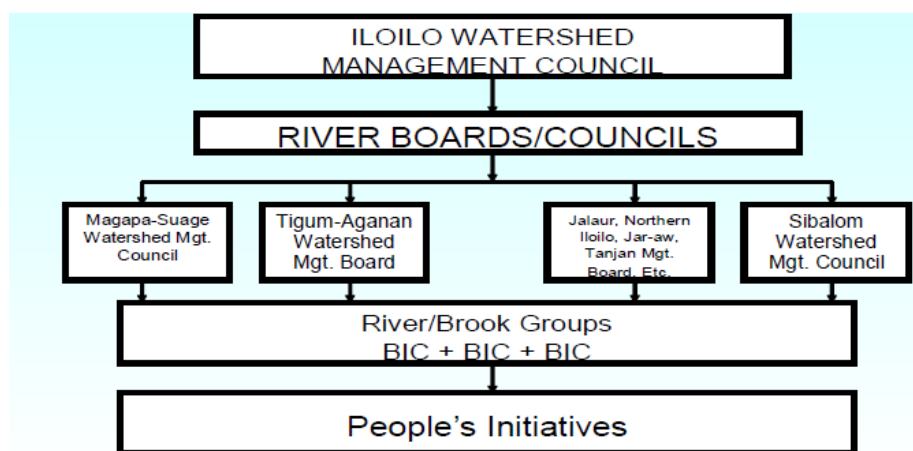 ILOILO WATERSHED
MANAGEMENT COUNCIL
RIVER BOARDS/COUNCILS
Magapa-Suage
Watershed Mgt.
Council
Tigum-Aganan
Watershed
Mgt. Board
Jalaur, Northern
Iloilo, Jar-aw,
Tanjan Mgt.
Board, Etc.
Sibalom
Watershed
Mgt. Council
River/Brook Groups
BIC + BIC + BIC
People's Initiatives